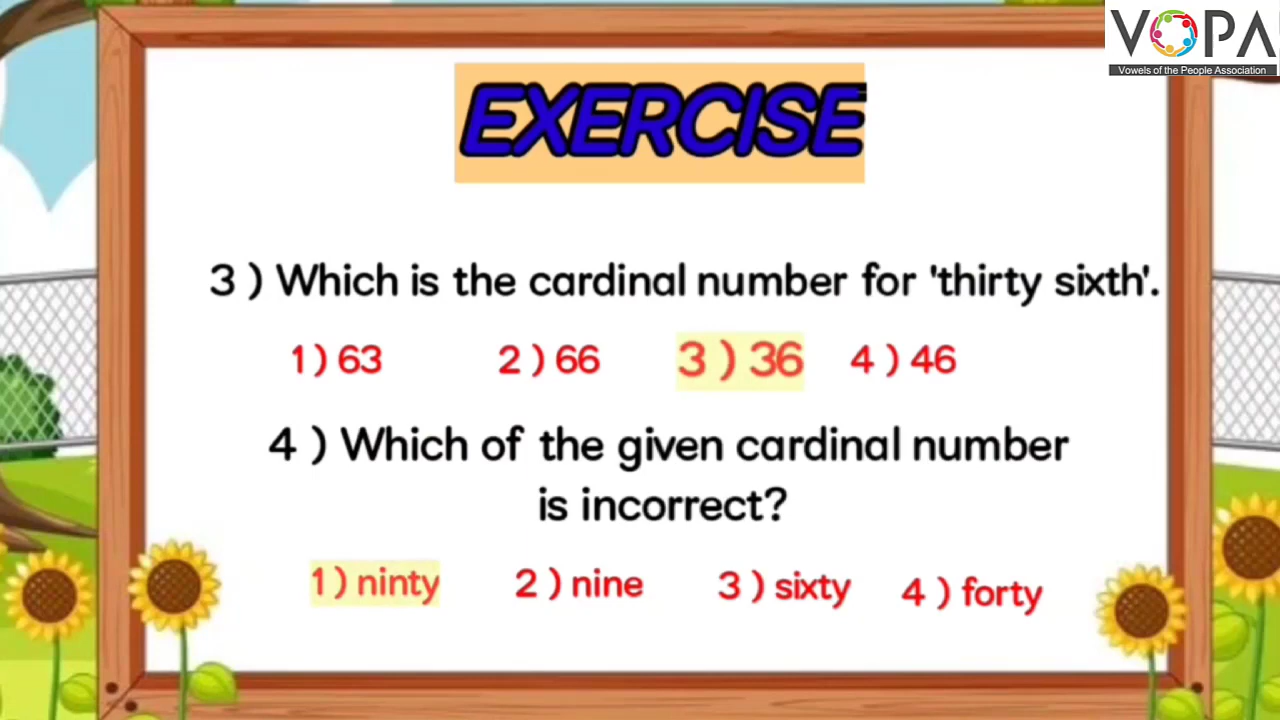 VOPA
Vowels of the People Association
EXERCISE
3 ) Which is the cardinal number for 'thirty sixth'.
1 ) 63 2 ) 66 3 ) 36 4 ) 46
4 ) Which of the given cardinal number
is incorrect?
1 ) ninty 2 ) nine 3 ) sixty 4 ) forty